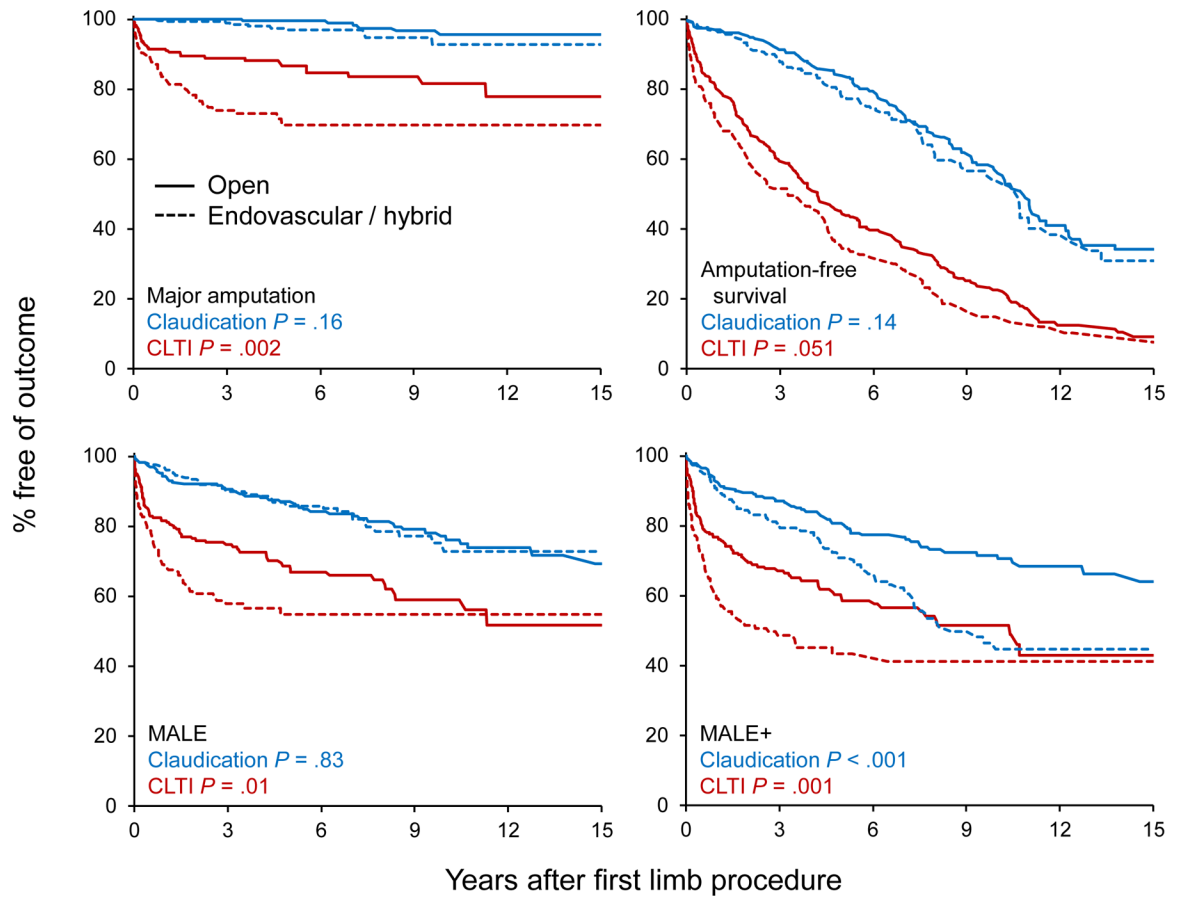 % free of outcome
100
80
60
40
20
0
Open
Endovascular / hybrid
Major amputation
Claudication P = .16
CLTI P = .002
0 3 6 9 12 15
100
80
60
40
20
0
Amputation-free
survival
Claudication P = .14
CLTI P = .051
0 3 6 9 12 15
100
80
60
40
20
0
MALE
Claudication P = .83
CLTI P = .01
0 3 6 9 12 15
100
80
60
40
20
0
MALE+
Claudication P < .001
CLTI P = .001
0 3 6 9 12 15
Years after first limb procedure